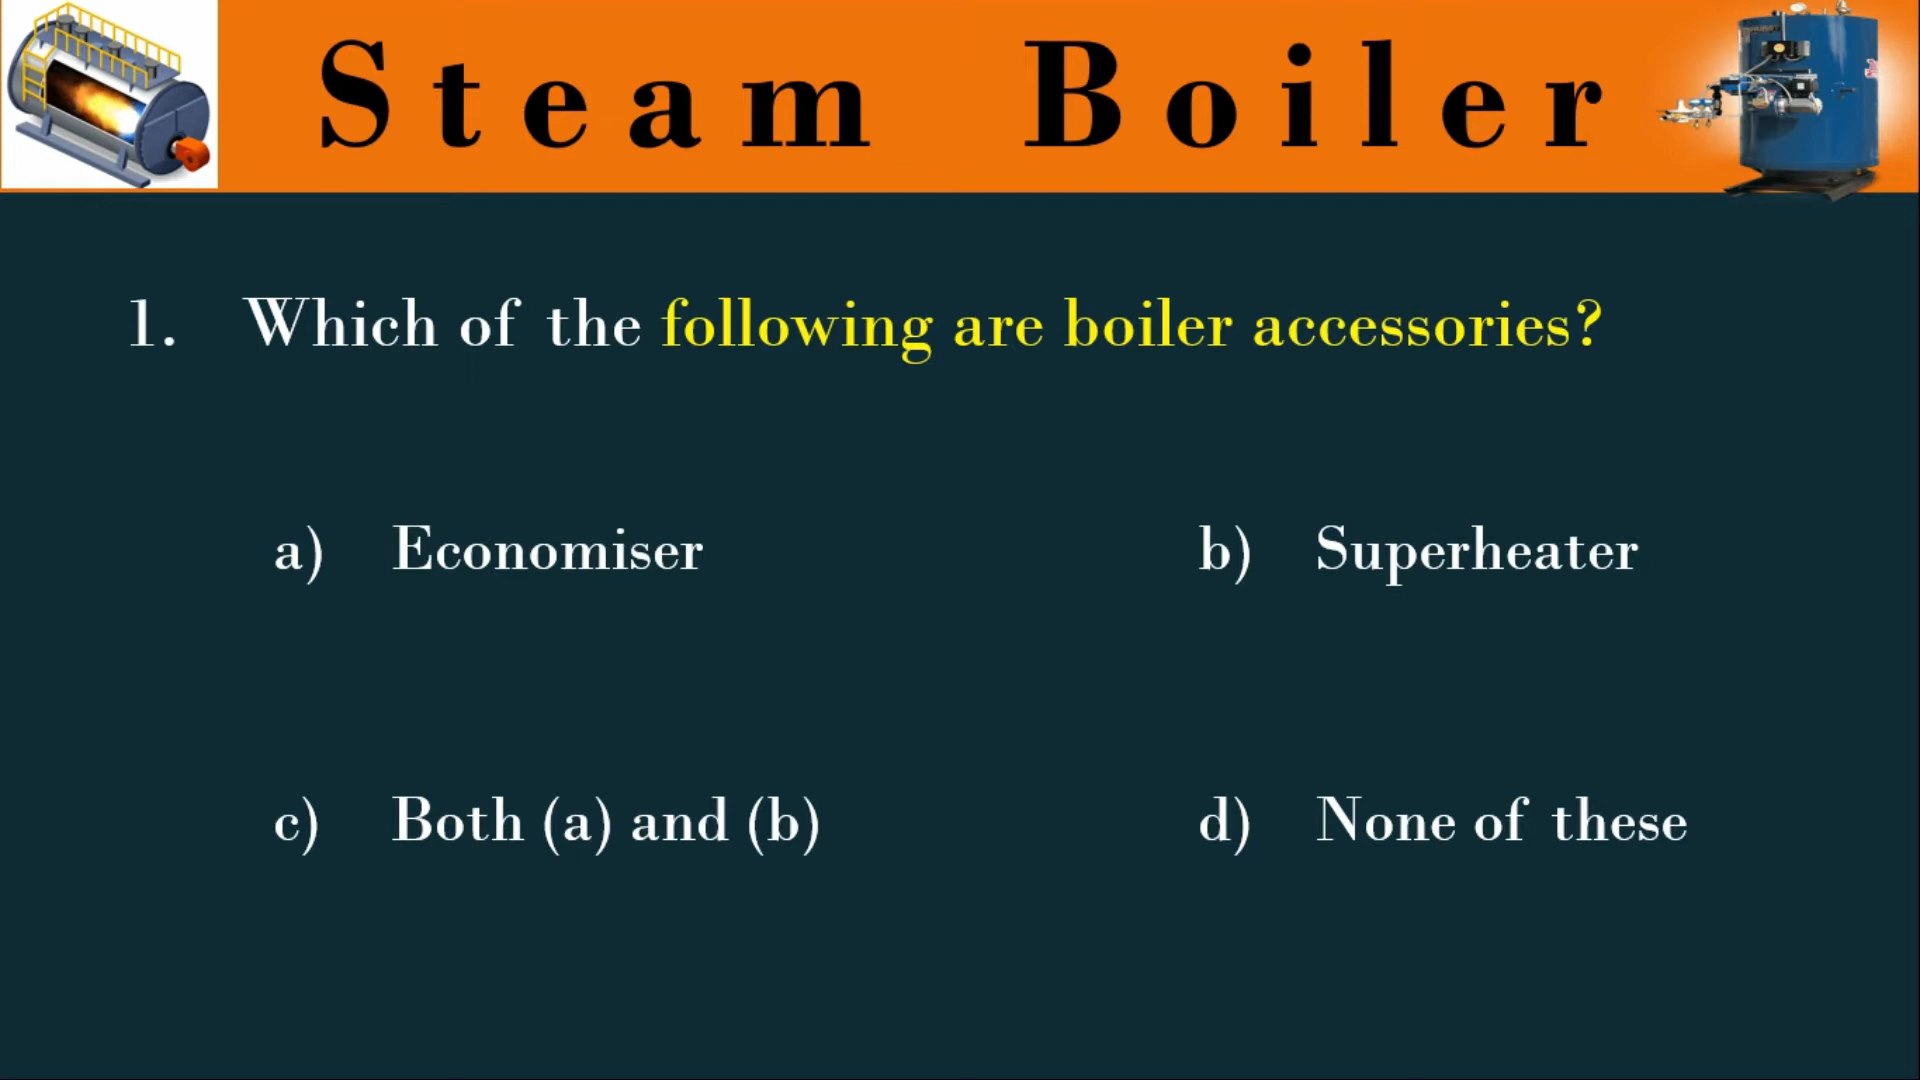 Steam Boiler
1. Which of the following are boiler accessories?
a) Economiser
b) Superheater
c) Both (a) and (b)
d) None of these